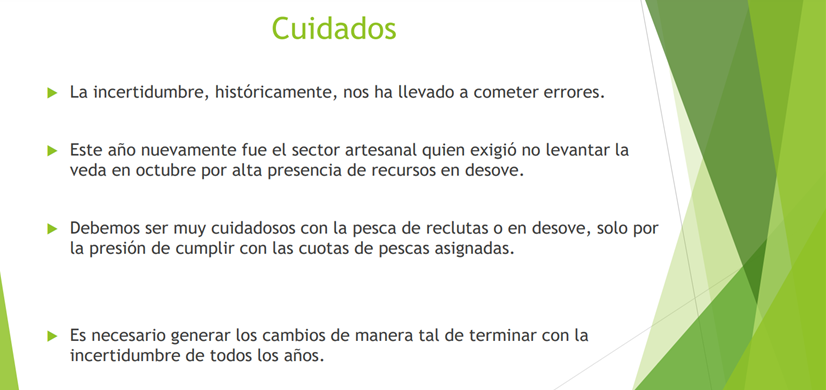 Cuidados
La incertidumbre, históricamente, nos ha llevado a cometer errores.
Este año nuevamente fue el sector artesanal quien exigió no levantar la
veda en octubre por alta presencia de recursos en desove.
Debemos ser muy cuidadosos con la pesca de reclutas o en desove, solo por
la presión de cumplir con las cuotas de pescas asignadas.
Es necesario generar los cambios de manera tal de terminar con la
incertidumbre de todos los años.